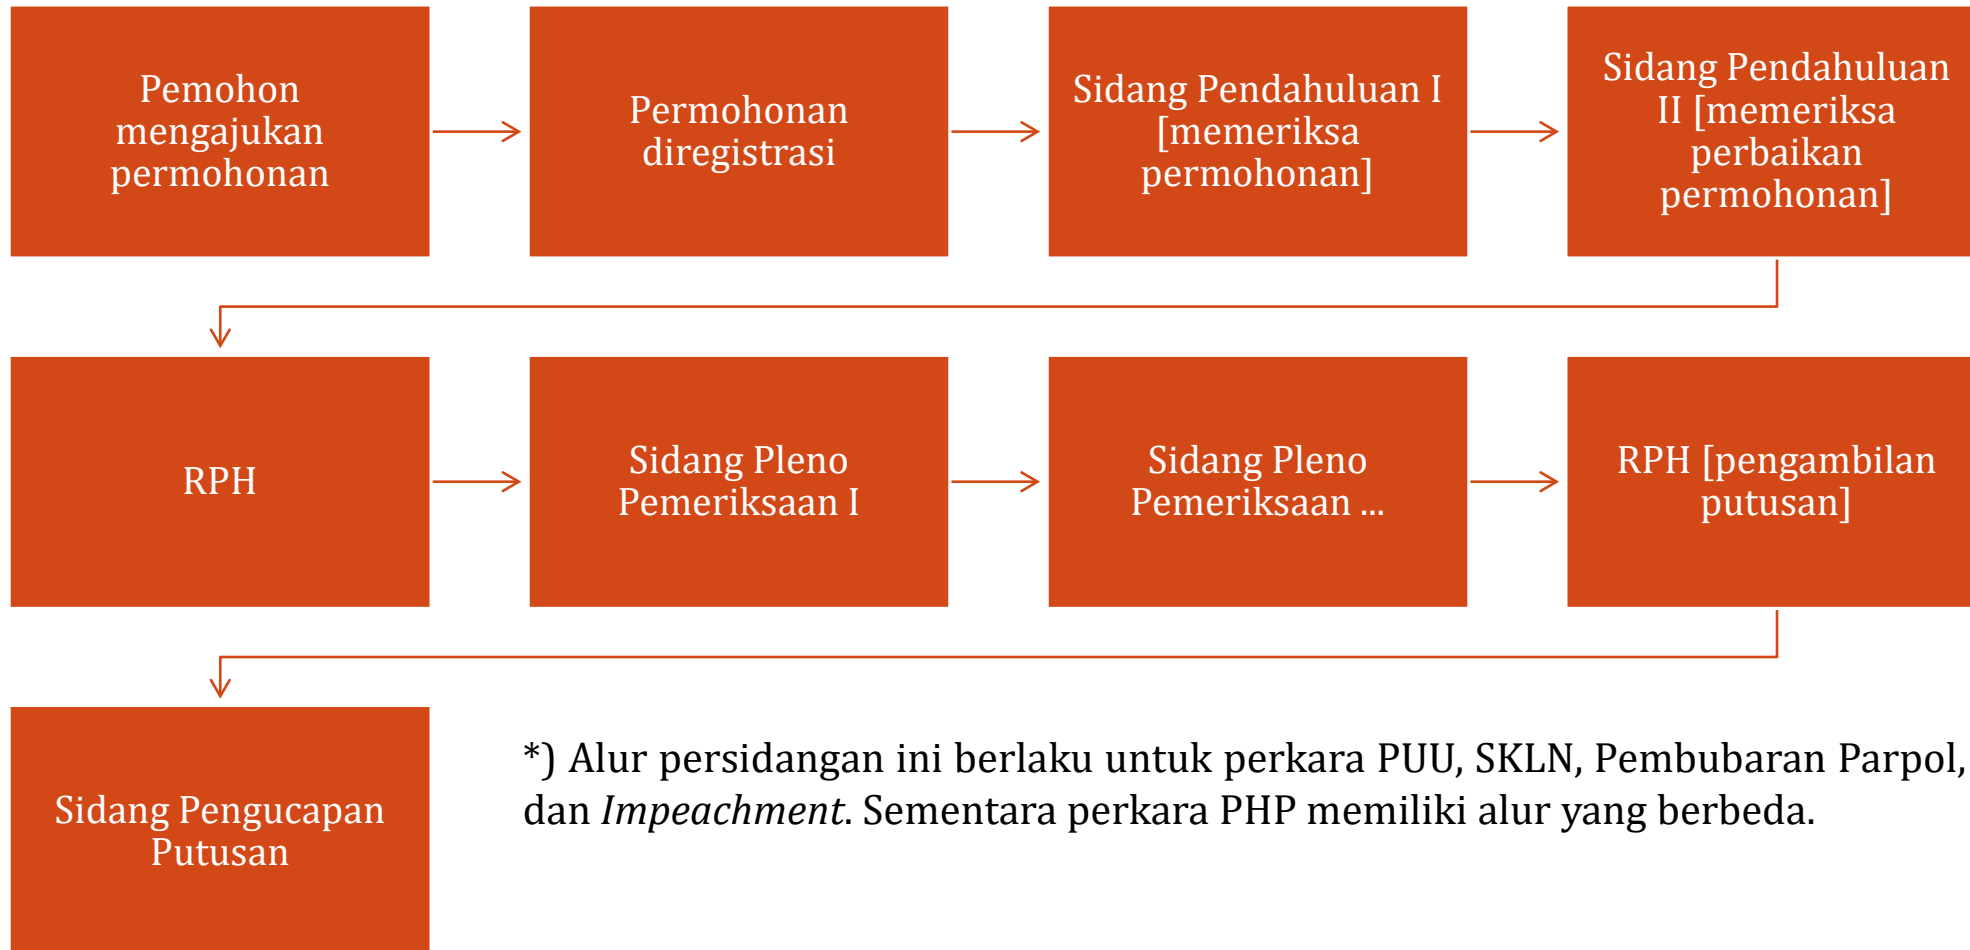 Pemohon
mengajukan
permohonan
Permohonan
diregistrasi
Sidang Pendahuluan I
[memeriksa
permohonan]
Sidang Pendahuluan
II [memeriksa
perbaikan
permohonan]
RPH
Sidang Pleno
Pemeriksaan I
Sidang Pleno
Pemeriksaan ...
RPH [pengambilan
putusan]
Sidang Pengucapan
Putusan
*) Alur persidangan ini berlaku untuk perkara PUU, SKLN, Pembubaran Parpol,
dan Impeachment. Sementara perkara PHP memiliki alur yang berbeda.